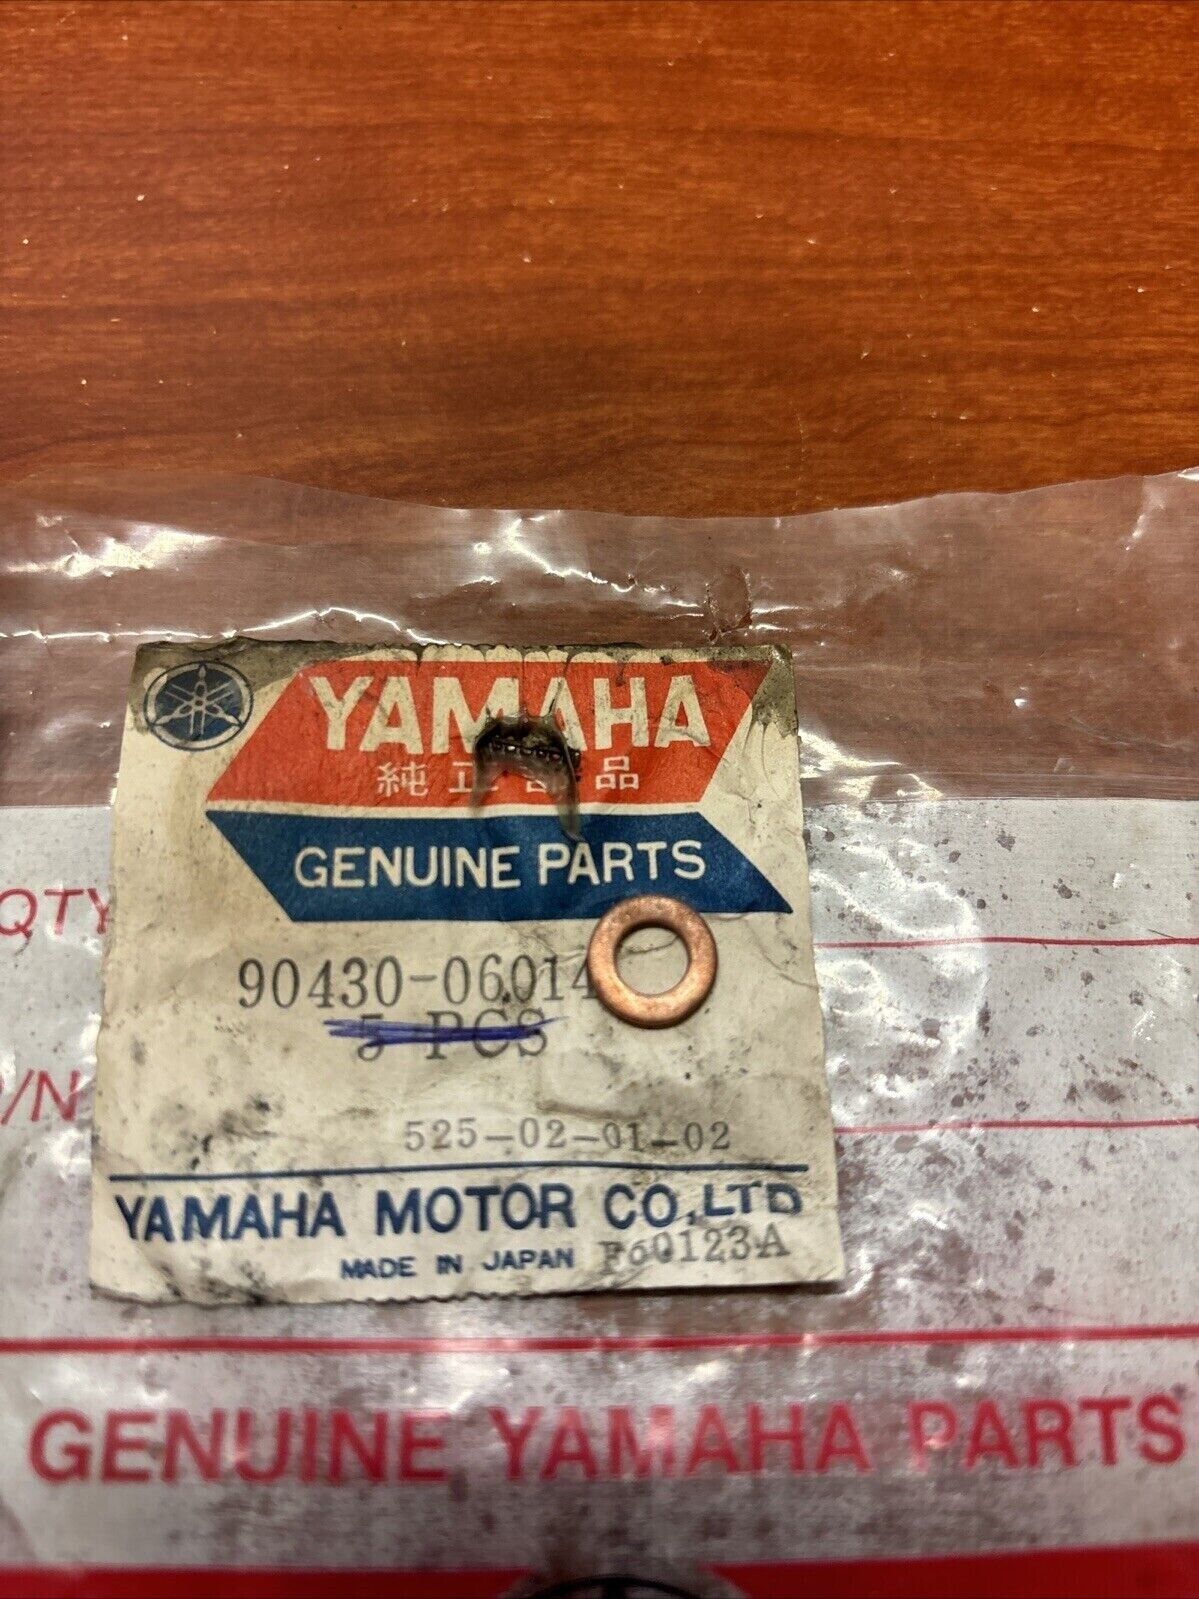 YAMAHA
純正部品
GENUINE PARTS
QTY
90430-06014
5 PCS
/N
525-02-01-02
YAMAHA MOTOR CO.,LTD
MADE IN JAPAN F60123A
GENUINE YAMAHA PARTS